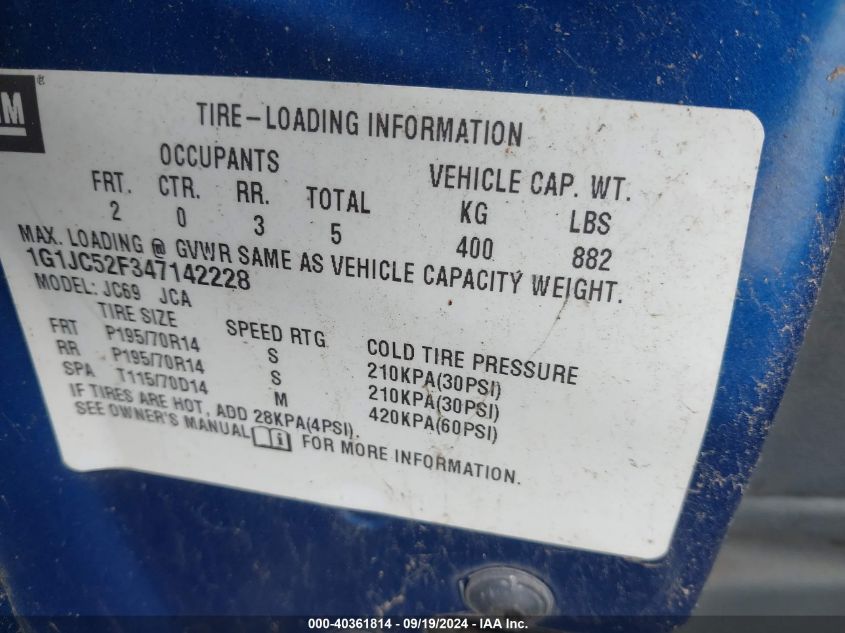 M
®
TIRE-LOADING INFORMATION
OCCUPANTS VEHICLE CAP. WT.
FRT. CTR. RR. TOTAL KG LBS
2 0 3 5 400 882
MAX. LOADING @ GVWR SAME AS VEHICLE CAPACITY WEIGHT.
1G1JC52F347142228
MODEL: JC69 JCA
TIRE SIZE SPEED RTG COLD TIRE PRESSURE
FRT P195/70R14 S 210KPA(30PSI)
RR P195/70R14 S 210KPA(30PSI)
SPA T115/70D14 M 420KPA(60PSI)
IF TIRES ARE HOT, ADD 28KPA(4PSI).
SEE OWNER'S MANUAL FOR MORE INFORMATION.
000-40361814 - 09/19/2024 - IAA Inc.